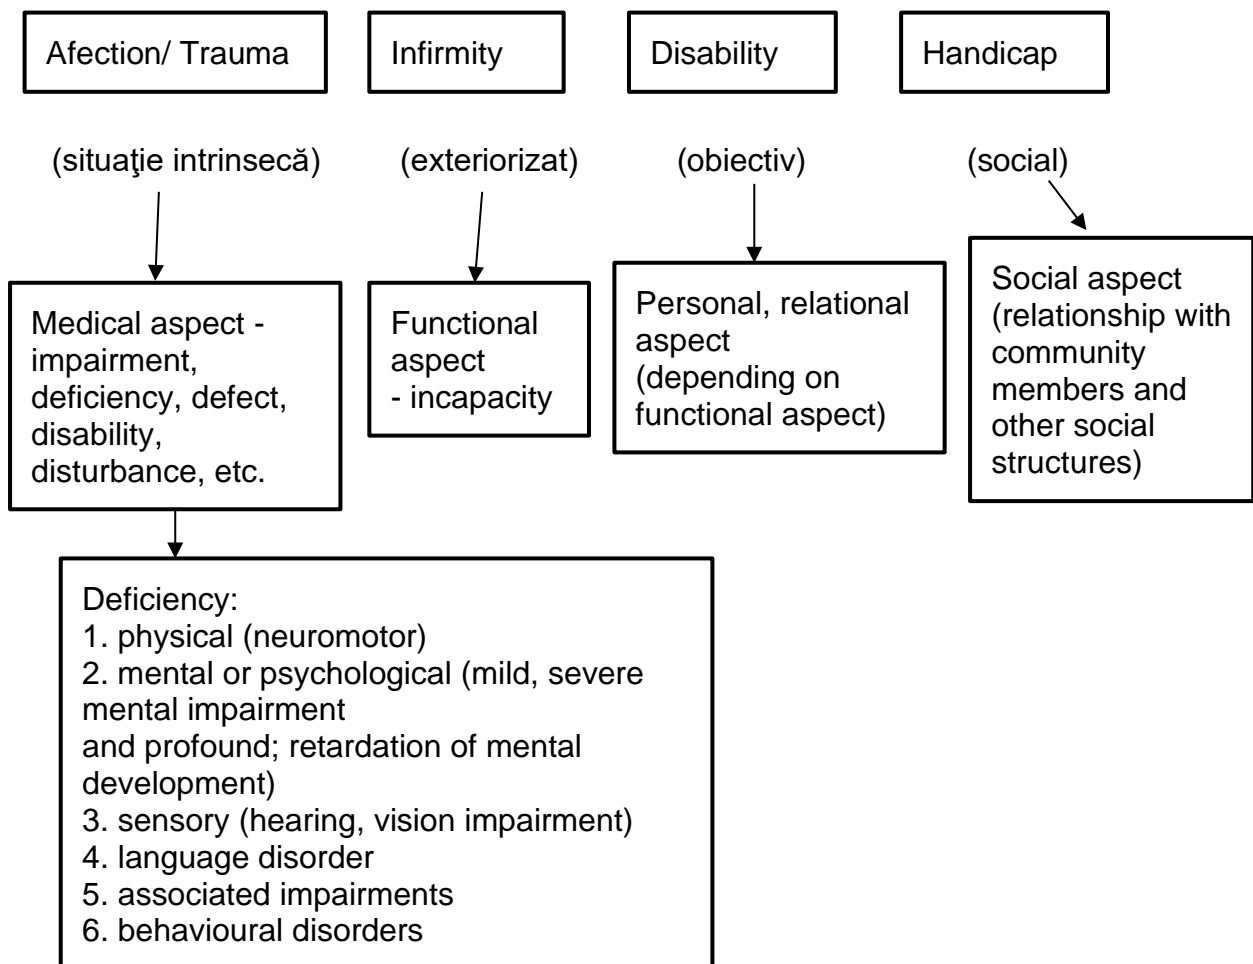 Afection/ Trauma
Infirmity
Disability
Handicap
(situaţie intrinsecă)
(exteriorizat)
(obiectiv)
(social)
Medical aspect -
impairment,
deficiency, defect,
disability,
disturbance, etc.
Functional
aspect
- incapacity
Personal, relational
aspect
(depending on
functional aspect)
Social aspect
(relationship with
community
members and
other social
structures)
Deficiency:
1. physical (neuromotor)
2. mental or psychological (mild, severe
mental impairment
and profound; retardation of mental
development)
3. sensory (hearing, vision impairment)
4. language disorder
5. associated impairments
6. behavioural disorders